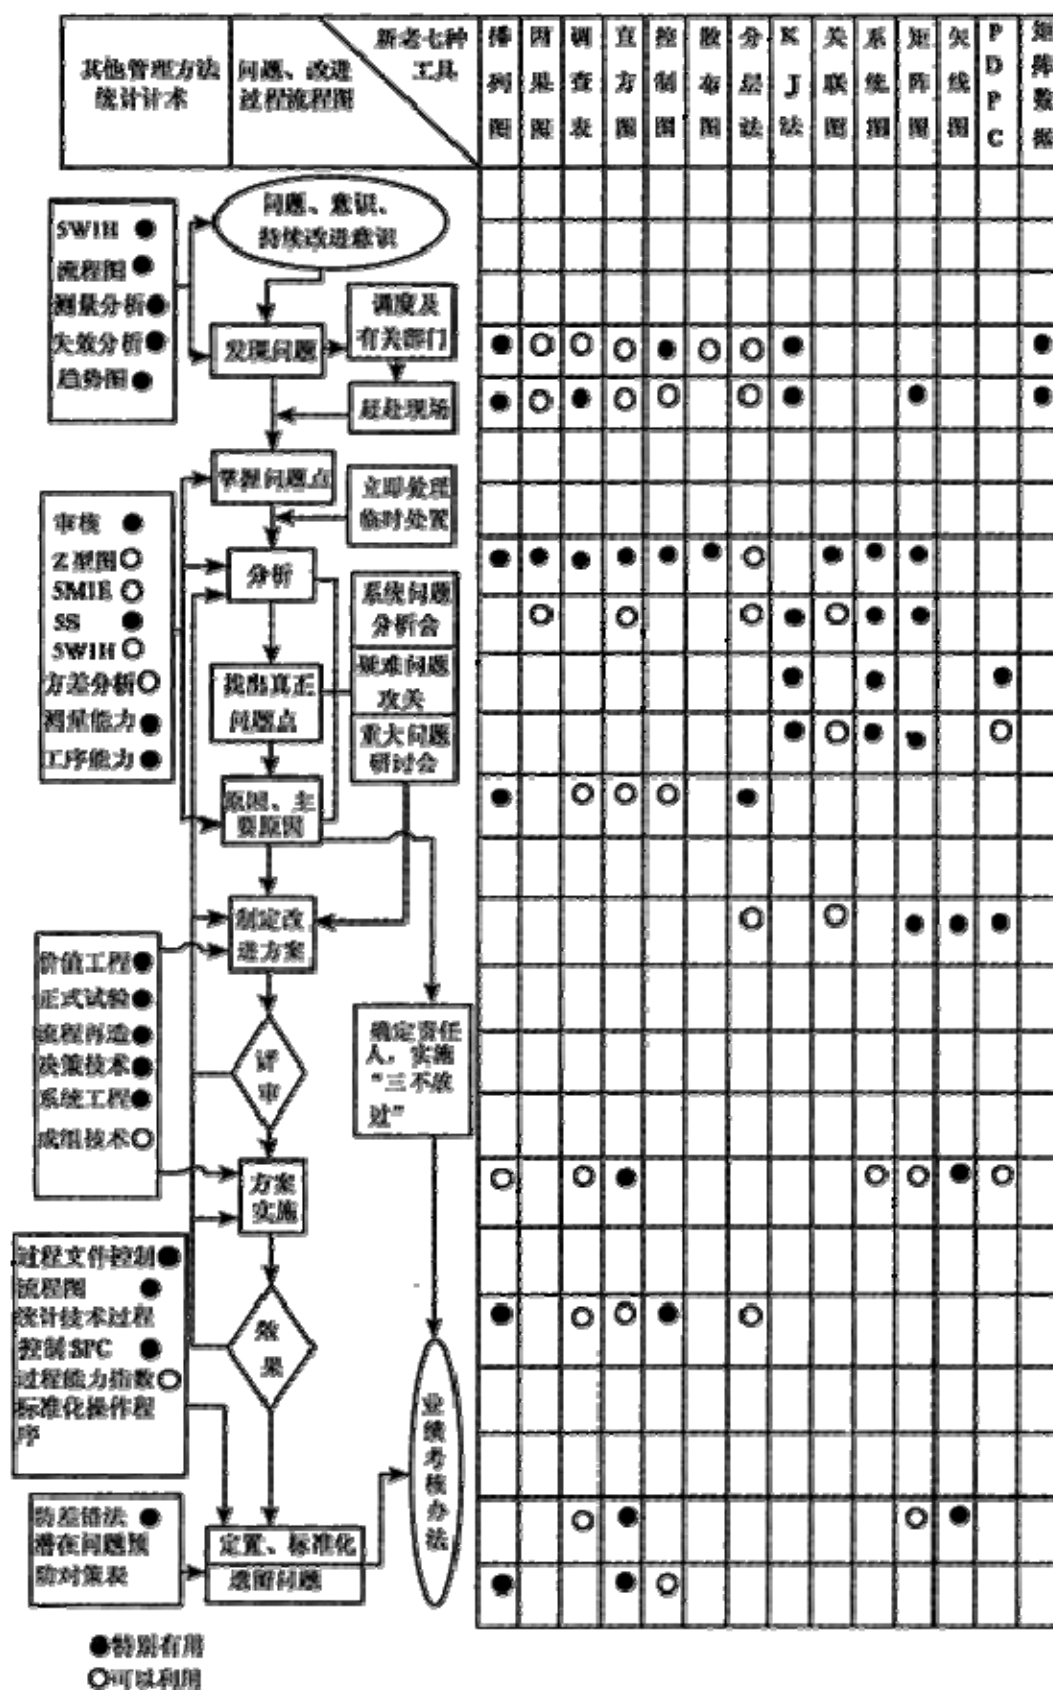 其他管理方法
统计计术
问题、改进
过程流程图
新老七种
工具
排列图
因果图
调查表
直方图
控制图
散布图
分层法
KJ法
关联图
系统图
矩阵图
矢线图
PDPC
矩阵数据
5W1H
流程图
测量分析
失效分析
趋势图
问题、意识、
持续改进意识
发现问题
调度及
有关部门
赶赴现场
掌握问题点
立即处理
临时处置
审核
Z型图
5M1E
5S
5W1H
方差分析
测量能力
工序能力
分析
系统问题
分析会
疑难问题
攻关
重大问题
研讨会
找出真正
问题点
原因、主
要原因
制定改
进方案
价值工程
正式试验
流程再造
决策技术
系统工程
成组技术
评审
确定责任
人,实施
“三不放
过”
方案
实施
过程文件控制
流程图
统计技术过程
控制SPC
过程能力指数
标准化操作程
序
效果
业绩考核办法
防差错法
潜在问题预
防对策表
定置、标准化
遗留问题
●特别有用
○可以利用